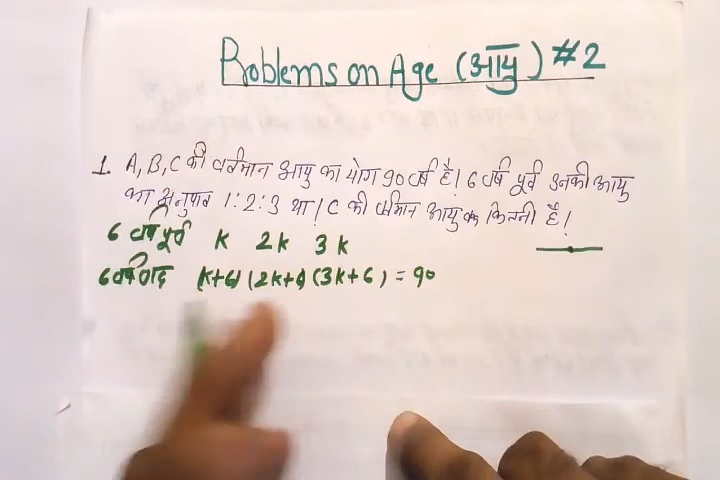 Problems on Age (आयु) #2
1. A, B, C की वर्तमान आयु का योग 90 वर्ष है। 6 वर्ष पूर्व उनकी आयु
का अनुपात 1:2:3 था। C की वर्तमान आयु कितनी है।
6 वर्ष पूर्व K 2K 3K
6 वर्ष बाद (K+6) (2K+6) (3K+6) = 90